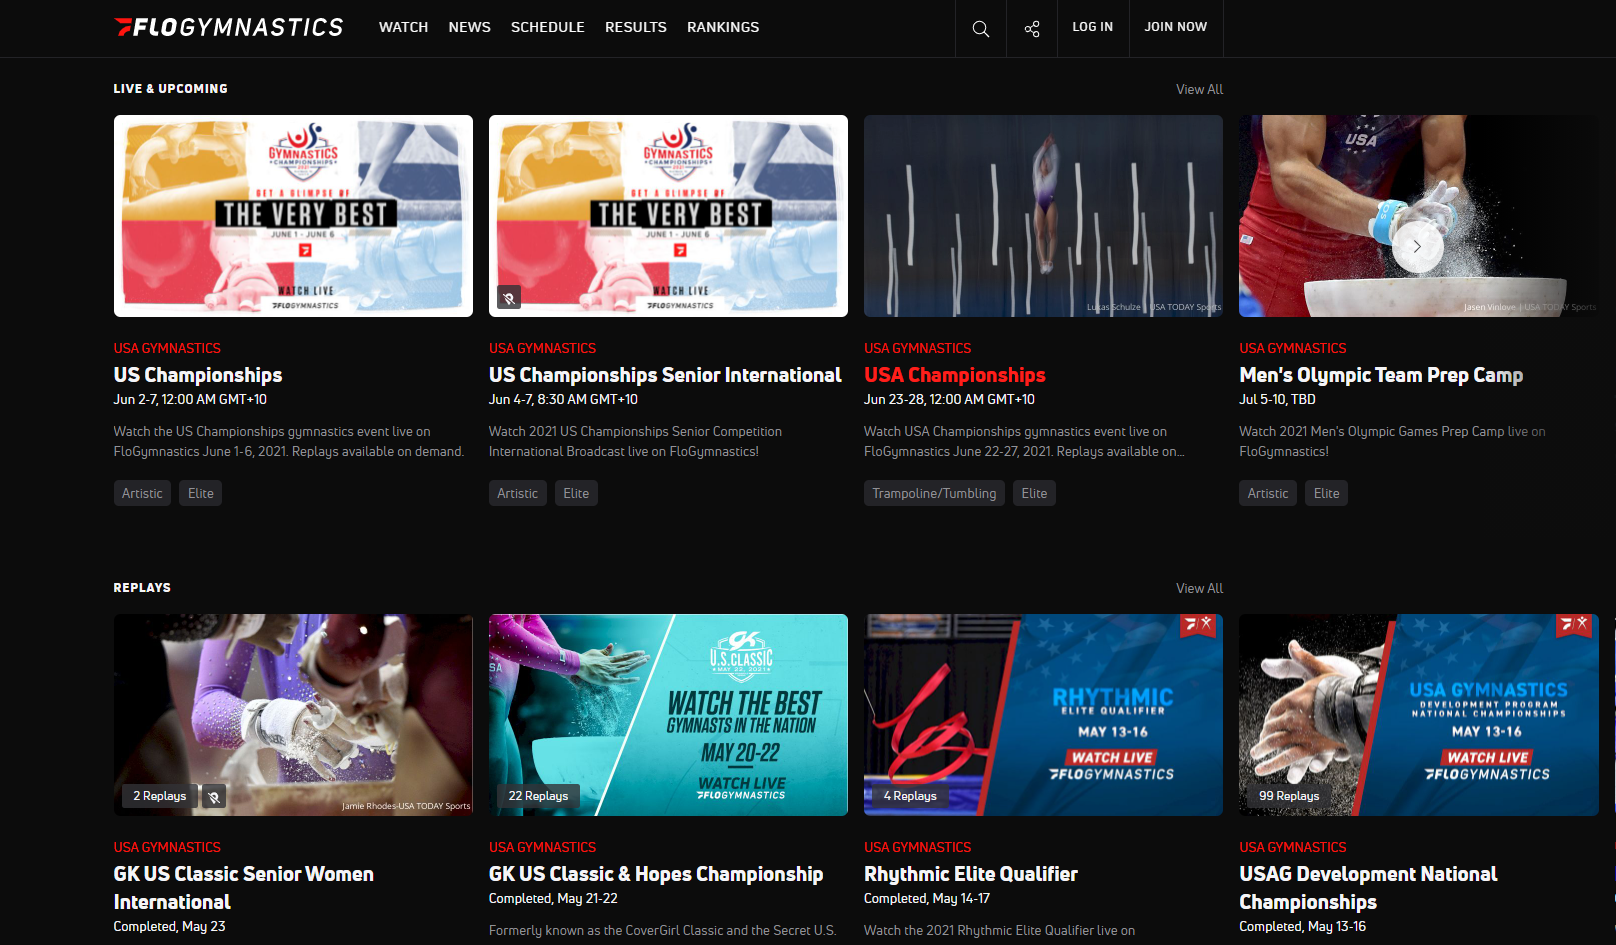 FLOGYMNASTICS
WATCH NEWS SCHEDULE RESULTS RANKINGS
LOG IN
JOIN NOW
LIVE & UPCOMING
View All
GYMNASTICS
CHAMPIONSHIPS
2021
GET A GLIMPSE OF
THE VERY BEST
JUNE 1 - JUNE 6
WATCH LIVE
FLOGYMNASTICS
GYMNASTICS
CHAMPIONSHIPS
2021
GET A GLIMPSE OF
THE VERY BEST
JUNE 1 - JUNE 6
WATCH LIVE
FLOGYMNASTICS
Lukas Schulze | USA TODAY Sports
USA
Jasen Vinlove | USA TODAY Sports
USA GYMNASTICS
US Championships
Jun 2-7, 12:00 AM GMT+10
Watch the US Championships gymnastics event live on
FloGymnastics June 1-6, 2021. Replays available on demand.
Artistic
Elite
USA GYMNASTICS
US Championships Senior International
Jun 4-7, 8:30 AM GMT+10
Watch 2021 US Championships Senior Competition
International Broadcast live on FloGymnastics!
Artistic
Elite
USA GYMNASTICS
USA Championships
Jun 23-28, 12:00 AM GMT+10
Watch USA Championships gymnastics event live on
FloGymnastics June 22-27, 2021. Replays available on...
Trampoline/Tumbling
Elite
USA GYMNASTICS
Men's Olympic Team Prep Camp
Jul 5-10, TBD
Watch 2021 Men's Olympic Games Prep Camp live on
FloGymnastics!
Artistic
Elite
REPLAYS
View All
2 Replays
Jamie Rhodes-USA TODAY Sports
SA
GK
U.S. CLASSIC
MAY 22, 2021
WATCH THE BEST
GYMNASTS IN THE NATION
MAY 20-22
WATCH LIVE
FLOGYMNASTICS
22 Replays
RHYTHMIC
ELITE QUALIFIER
MAY 13-16
WATCH LIVE
FLOGYMNASTICS
4 Replays
USA GYMNASTICS
DEVELOPMENT PROGRAM
NATIONAL CHAMPIONSHIPS
MAY 13-16
WATCH LIVE
FLOGYMNASTICS
99 Replays
USA GYMNASTICS
GK US Classic Senior Women
International
Completed, May 23
USA GYMNASTICS
GK US Classic & Hopes Championship
Completed, May 21-22
Formerly known as the CoverGirl Classic and the Secret U.S.
USA GYMNASTICS
Rhythmic Elite Qualifier
Completed, May 14-17
Watch the 2021 Rhythmic Elite Qualifier live on
USA GYMNASTICS
USAG Development National
Championships
Completed, May 13-16